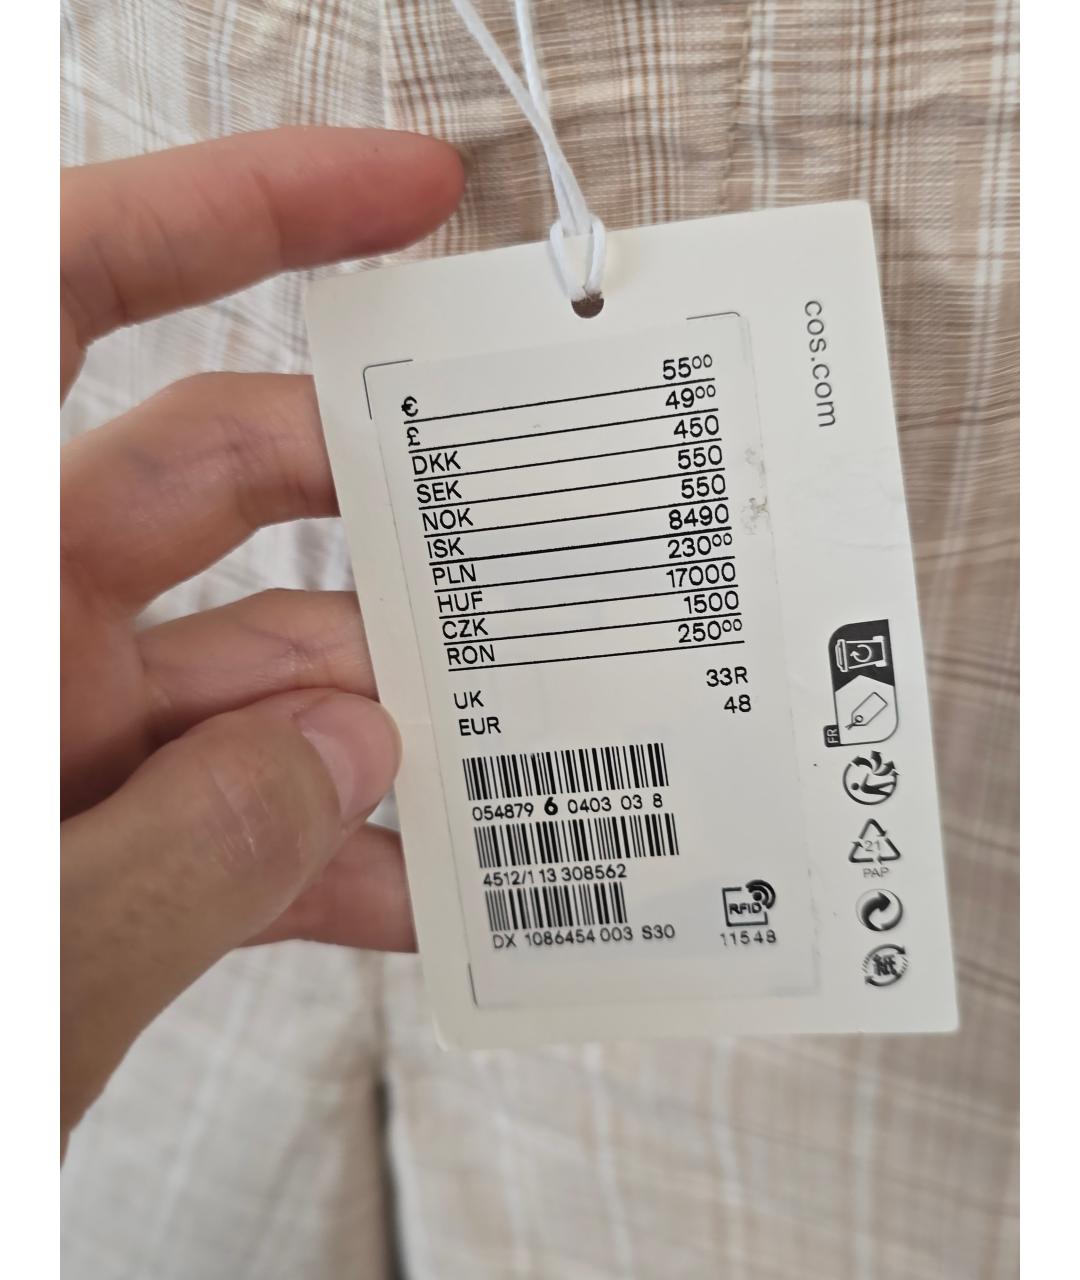 € 55⁰⁰
£ 49⁰⁰
DKK 450
SEK 550
NOK 550
ISK 8490
PLN 230⁰⁰
HUF 17000
CZK 1500
RON 250⁰⁰
UK 33R
EUR 48
054879 6 0403 03 8
4512/1 13 308562
DX 1086454 003 S30
RFID
11548
cos.com
FR
21
PAP
紙